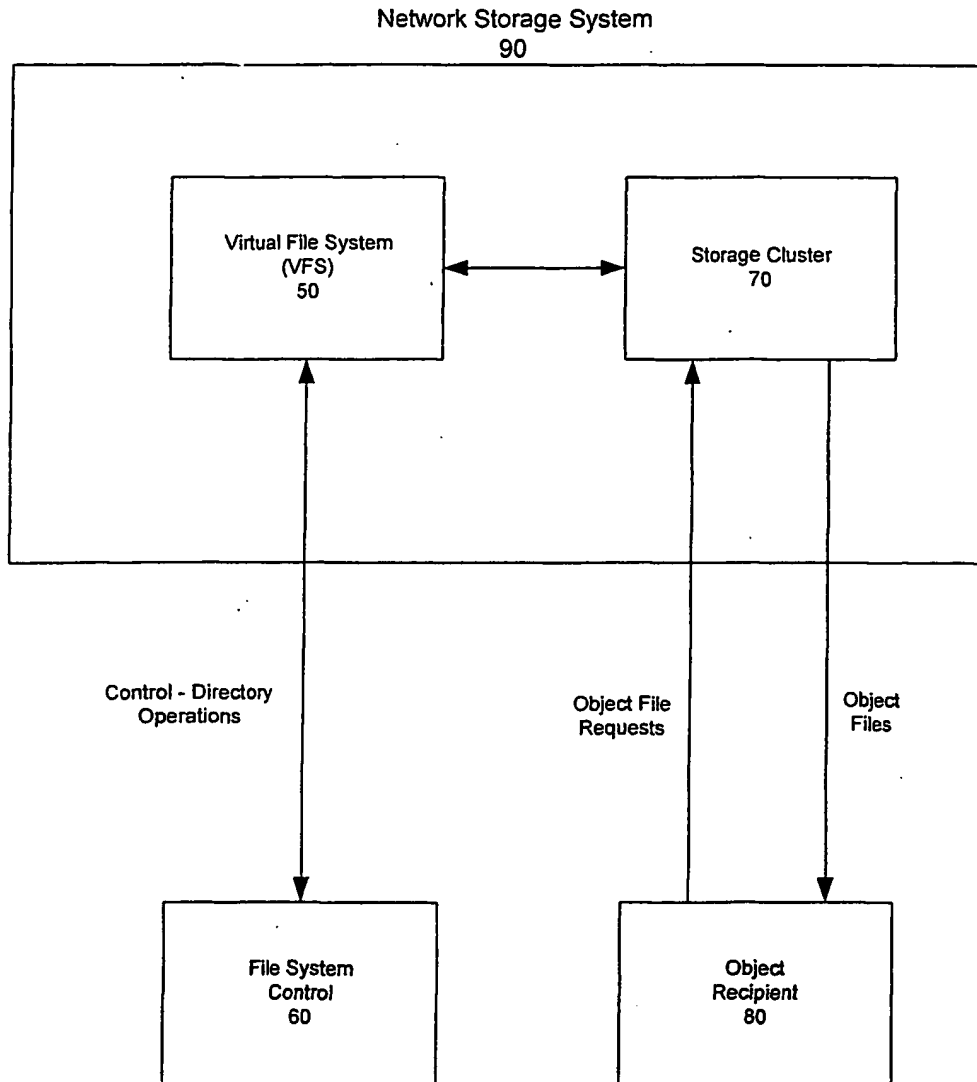 Network Storage System
90
Virtual File System
(VFS)
50
Storage Cluster
70
Control - Directory
Operations
Object File
Requests
Object
Files
File System
Control
60
Object
Recipient
80